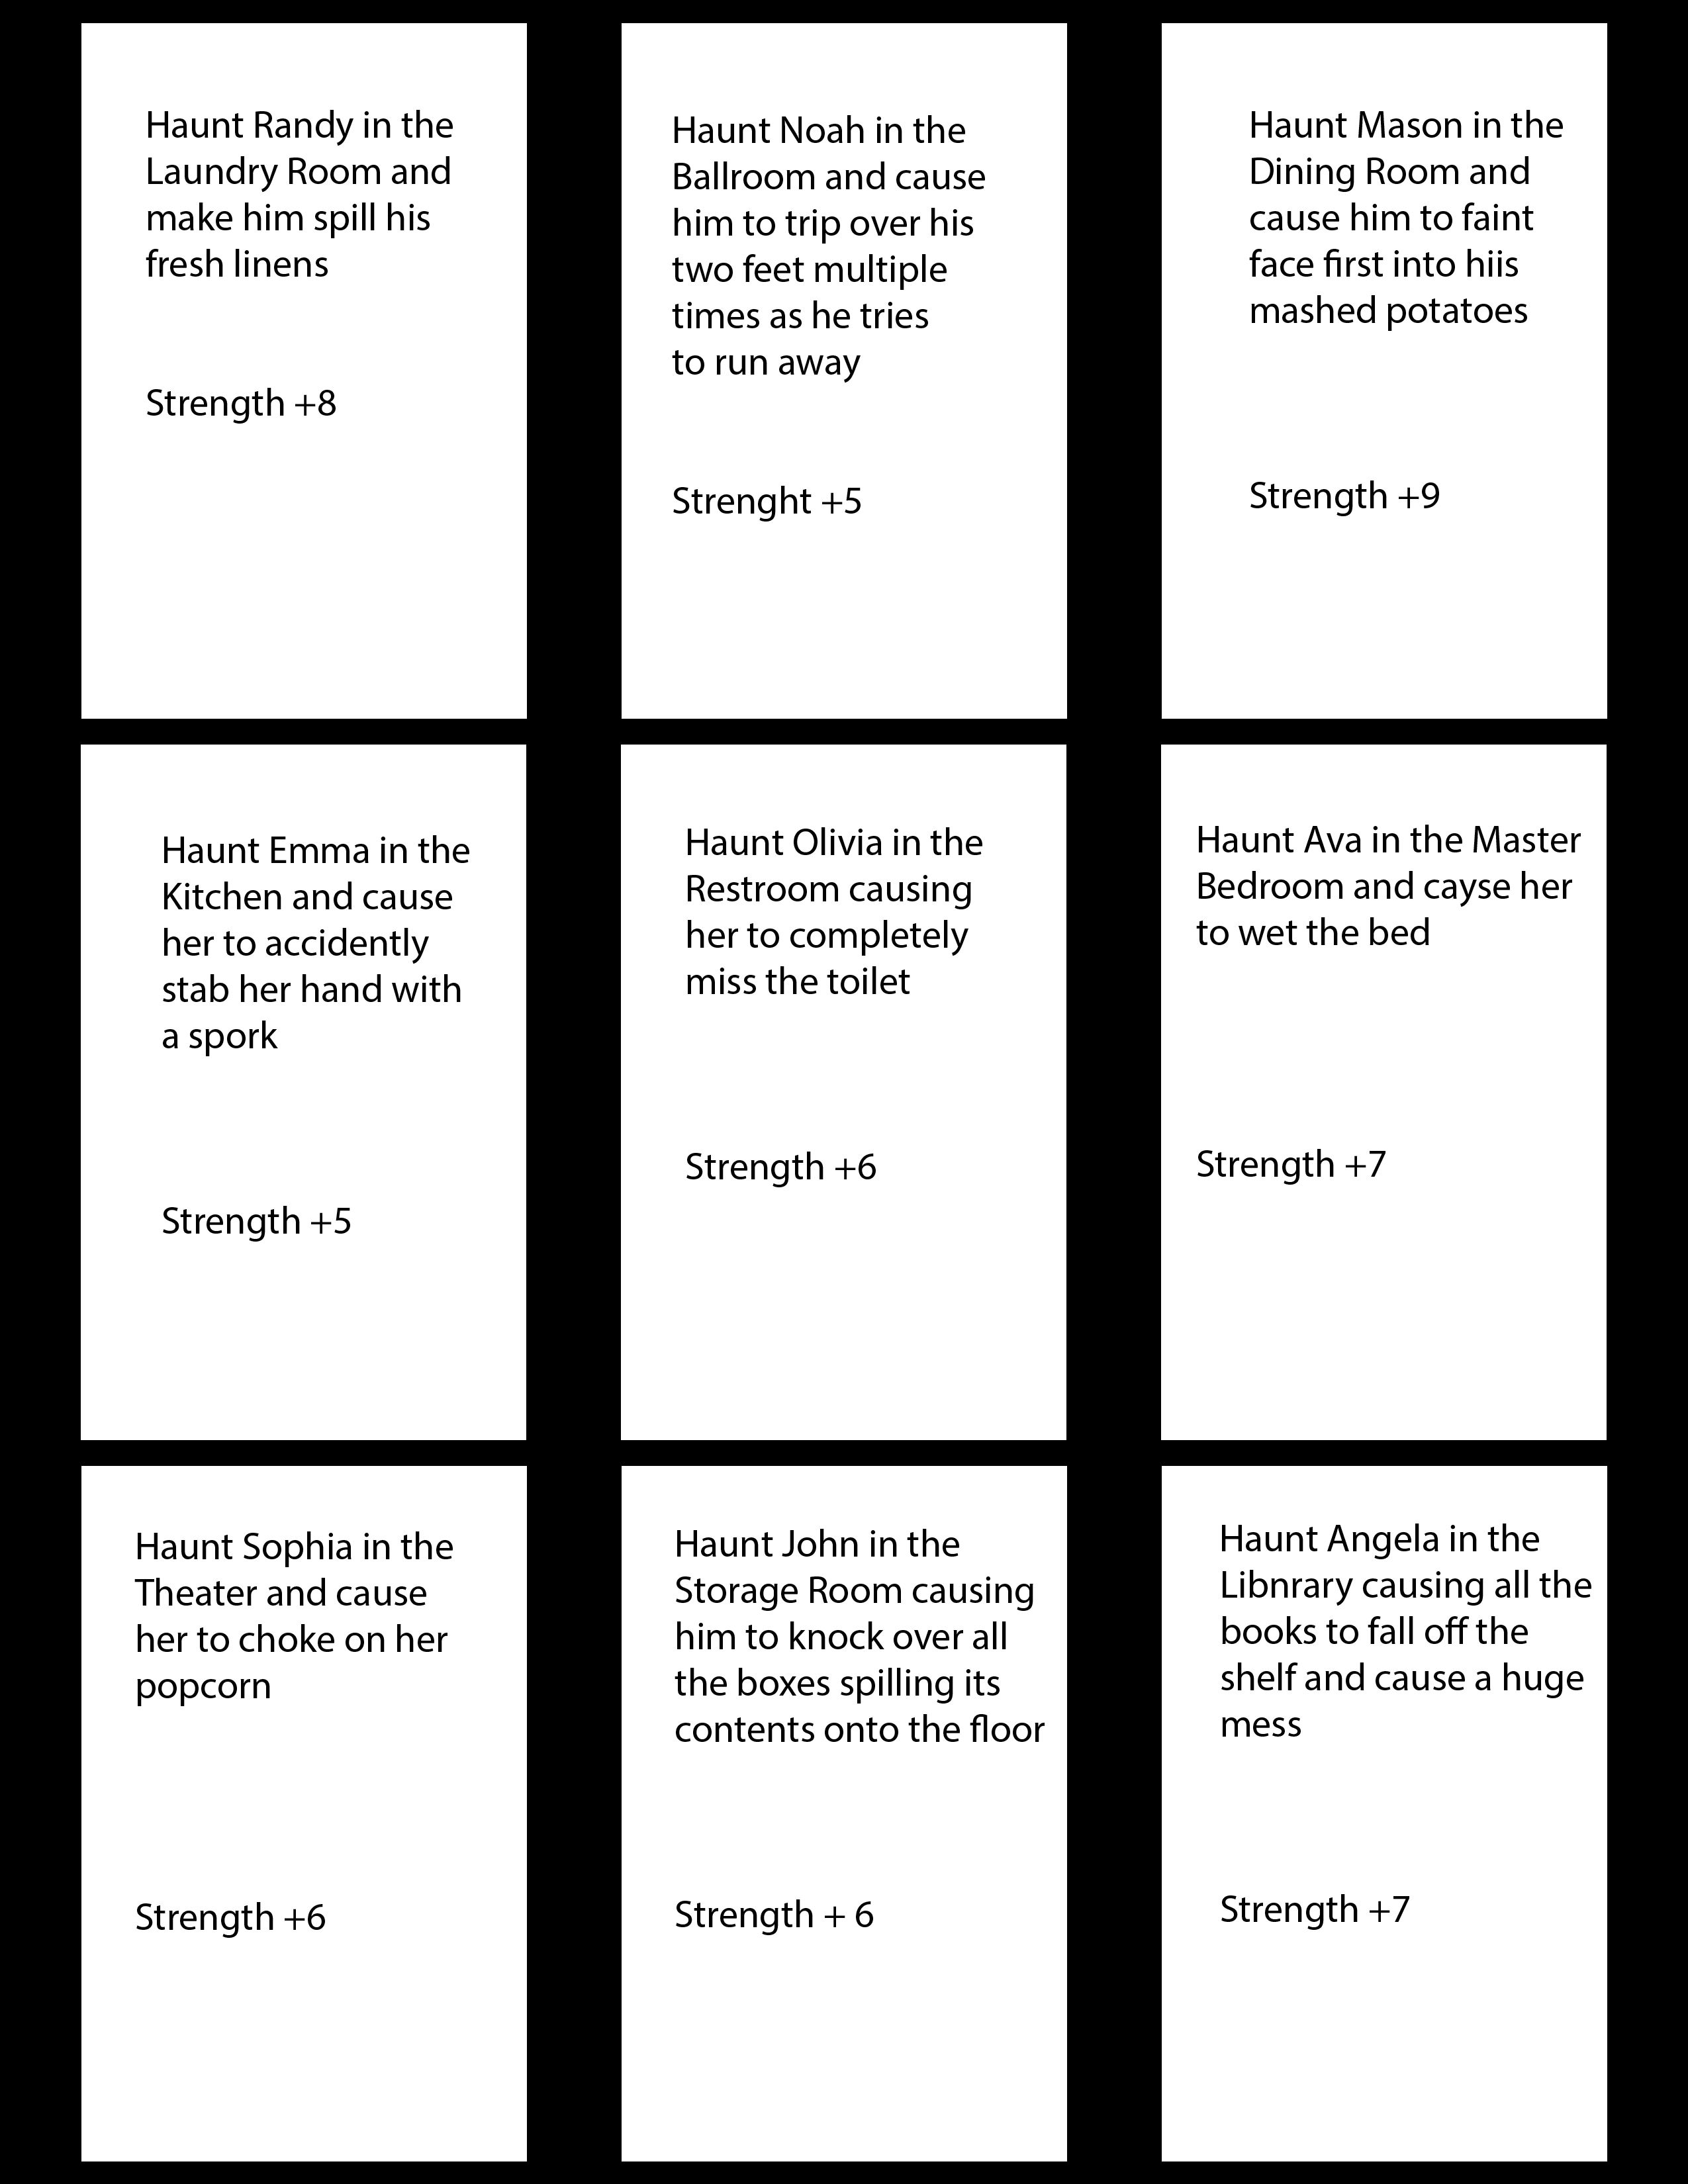 Haunt Randy in the
Laundry Room and
make him spill his
fresh linens
Strength +8
Haunt Noah in the
Ballroom and cause
him to trip over his
two feet multiple
times as he tries
to run away
Strenght +5
Haunt Mason in the
Dining Room and
cause him to faint
face first into hiis
mashed potatoes
Strength +9
Haunt Emma in the
Kitchen and cause
her to accidently
stab her hand with
a spork
Strength +5
Haunt Olivia in the
Restroom causing
her to completely
miss the toilet
Strength +6
Haunt Ava in the Master
Bedroom and cayse her
to wet the bed
Strength +7
Haunt Sophia in the
Theater and cause
her to choke on her
popcorn
Strength +6
Haunt John in the
Storage Room causing
him to knock over all
the boxes spilling its
contents onto the floor
Strength + 6
Haunt Angela in the
Libnrary causing all the
books to fall off the
shelf and cause a huge
mess
Strength +7